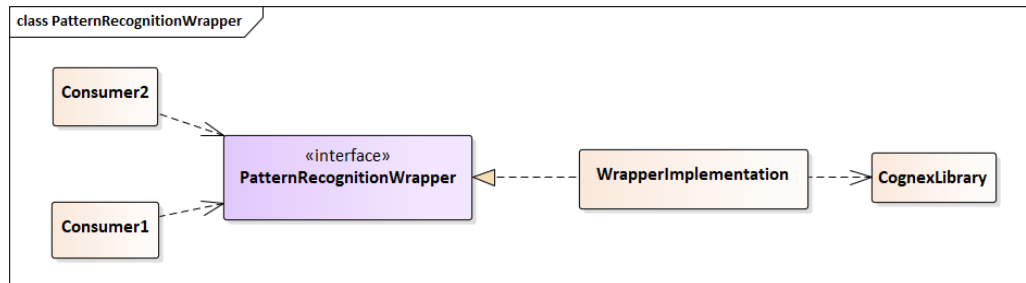 class PatternRecognitionWrapper
Consumer2
«interface»
PatternRecognitionWrapper
WrapperImplementation
CognexLibrary
Consumer1